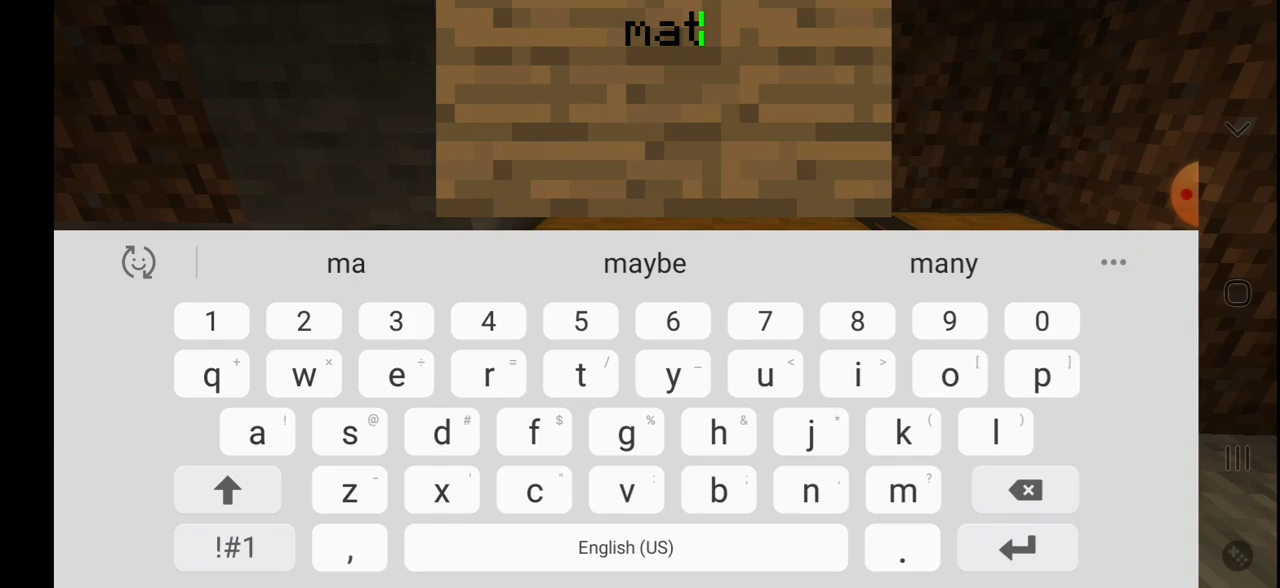 mat
ma maybe many •••
1 2 3 4 5 6 7 8 9 0
q + w × e ÷ r = t / y _ u < i > o [ p ]
a ! s @ d # f $ g % h & j * k ( l )
z - x ' c " v : b ; n , m ?
!#1 , English (US) .